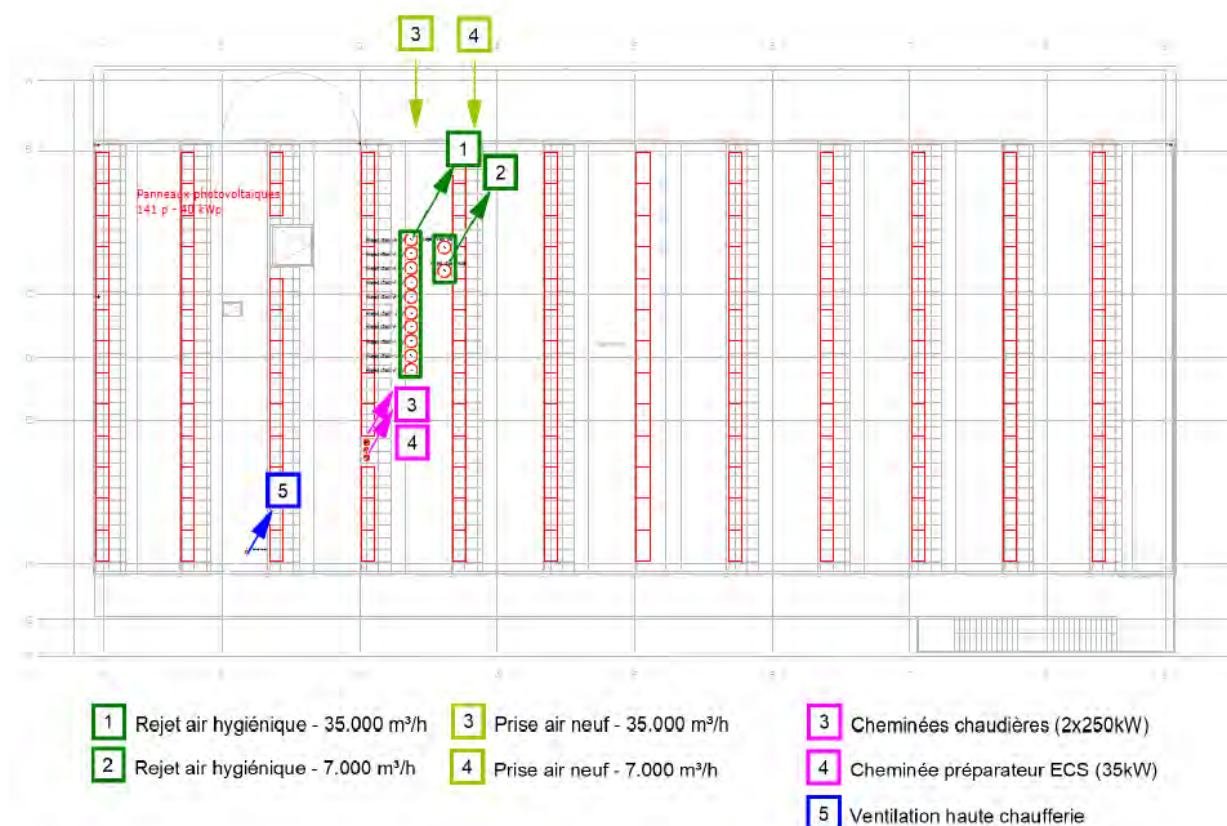 3
4
1
2
Panneaux photovoltaïques
141 p - 40 kWp
3
4
5
1 Rejet air hygiénique - 35.000 m³/h
2 Rejet air hygiénique - 7.000 m³/h
3 Prise air neuf - 35.000 m³/h
4 Prise air neuf - 7.000 m³/h
3 Cheminées chaudières (2x250kW)
4 Cheminée préparateur ECS (35kW)
5 Ventilation haute chaufferie